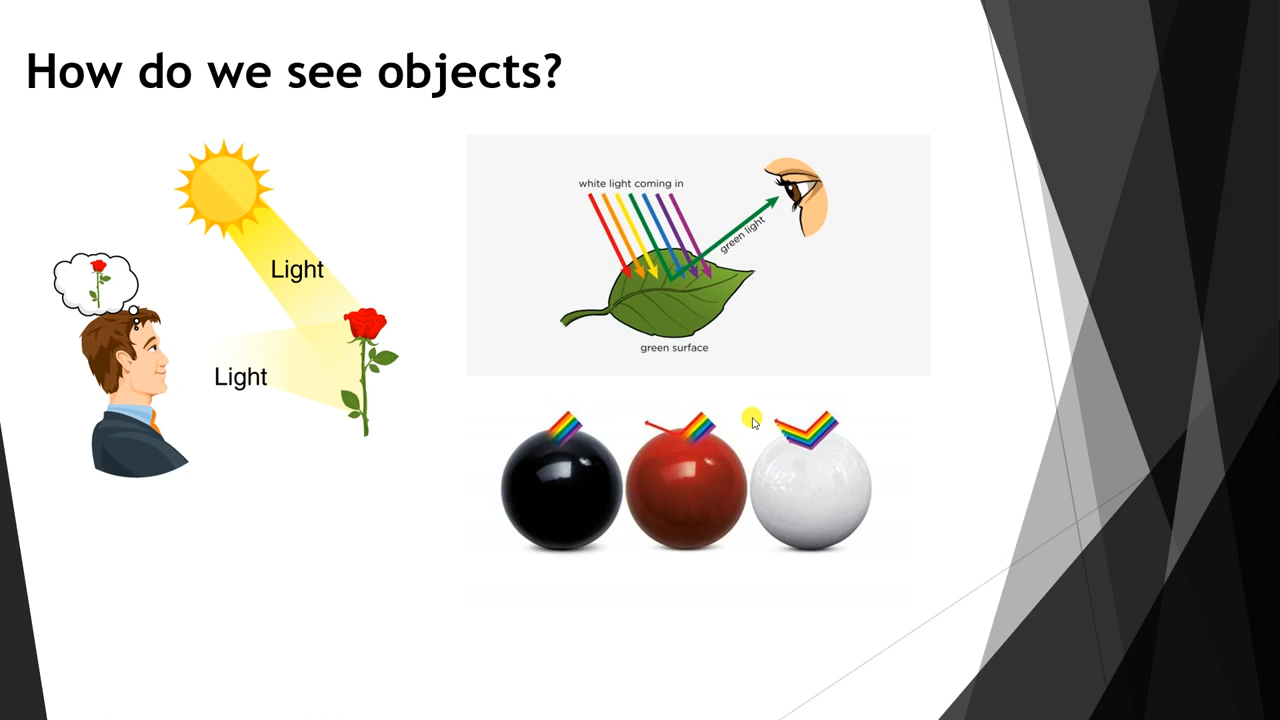 How do we see objects?
Light
Light
white light coming in
green light
green surface